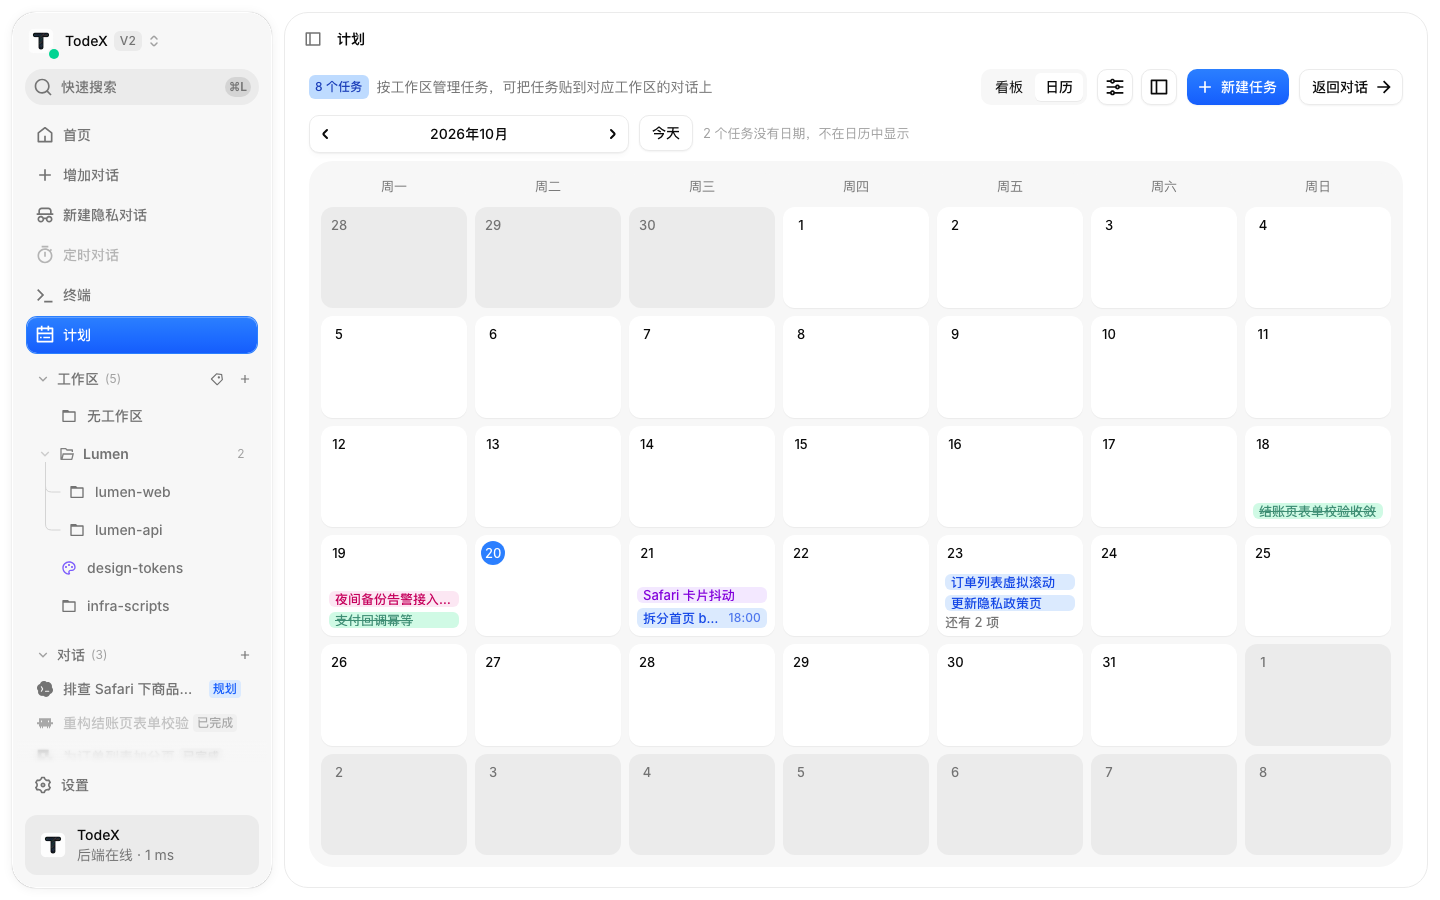 TodeX V2
快速搜索 ⌘L
首页
增加对话
新建隐私对话
定时对话
终端
计划
工作区 (5)
无工作区
Lumen 2
lumen-web
lumen-api
design-tokens
infra-scripts
对话 (3)
排查 Safari 下商品... 规划
重构结账页表单校验 已完成
设置
TodeX
后端在线 · 1 ms
计划
8 个任务 按工作区管理任务，可把任务贴到对应工作区的对话上
看板 日历 新建任务 返回对话
2026年10月 今天 2 个任务没有日期，不在日历中显示
周一 周二 周三 周四 周五 周六 周日
28 29 30 1 2 3 4
5 6 7 8 9 10 11
12 13 14 15 16 17 18
结账页表单校验收敛
19 20 21 22 23 24 25
夜间备份告警接入...
支付回调幂等
Safari 卡片抖动
拆分首页 b... 18:00
订单列表虚拟滚动
更新隐私政策页
还有 2 项
26 27 28 29 30 31 1
2 3 4 5 6 7 8